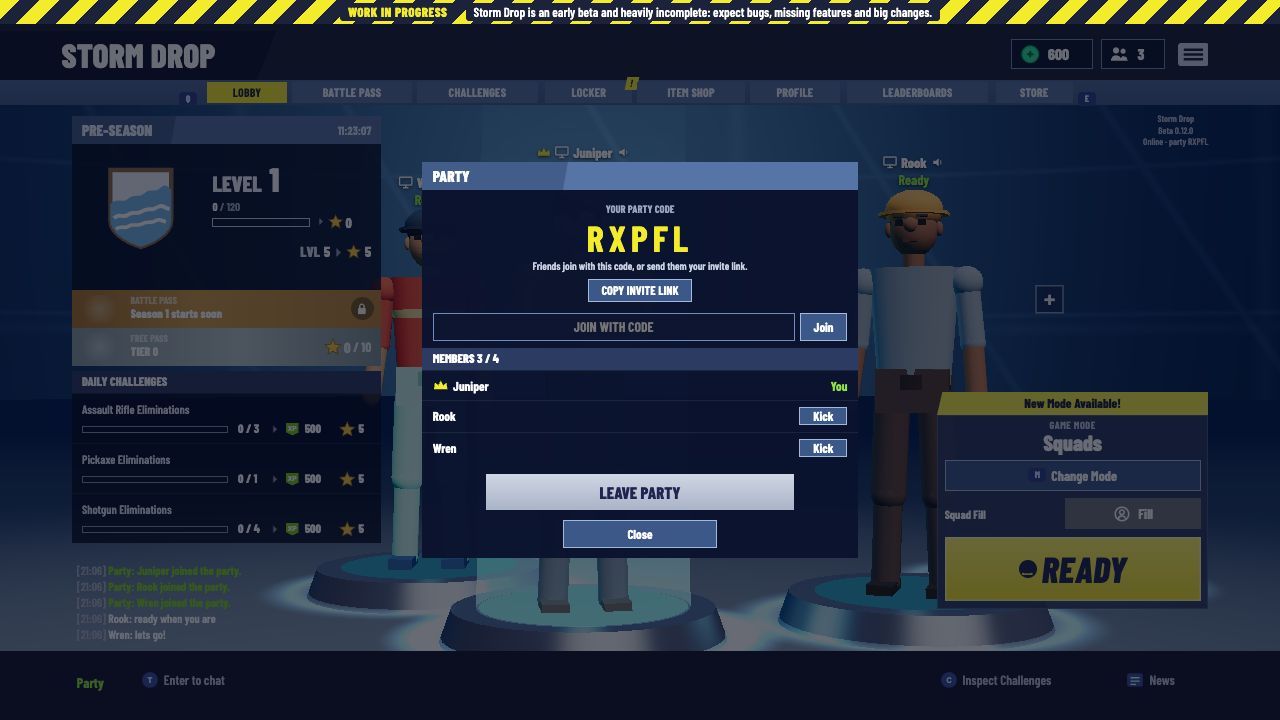 WORK IN PROGRESS Storm Drop is an early beta and heavily incomplete: expect bugs, missing features and big changes.
STORM DROP
600
3
Q
LOBBY
BATTLE PASS
CHALLENGES
LOCKER
!
ITEM SHOP
PROFILE
LEADERBOARDS
STORE
E
PRE-SEASON
11:23:07
LEVEL 1
0 / 120
0
LVL 5
5
BATTLE PASS
Season 1 starts soon
FREE PASS
TIER 0
0 / 10
DAILY CHALLENGES
Assault Rifle Eliminations
0 / 3 XP 500 5
Pickaxe Eliminations
0 / 1 XP 500 5
Shotgun Eliminations
0 / 4 XP 500 5
[21:06] Party: Juniper joined the party.
[21:06] Party: Rook joined the party.
[21:06] Party: Wren joined the party.
[21:06] Rook: ready when you are
[21:06] Wren: lets go!
Juniper
PARTY
YOUR PARTY CODE
RXPFL
Friends join with this code, or send them your invite link.
COPY INVITE LINK
JOIN WITH CODE
Join
MEMBERS 3 / 4
Juniper
You
Rook
Kick
Wren
Kick
LEAVE PARTY
Close
Rook
Ready
Storm Drop
Beta 0.12.0
Online - party RXPFL
New Mode Available!
GAME MODE
Squads
M Change Mode
Squad Fill
Fill
READY
Party
T Enter to chat
C Inspect Challenges
News